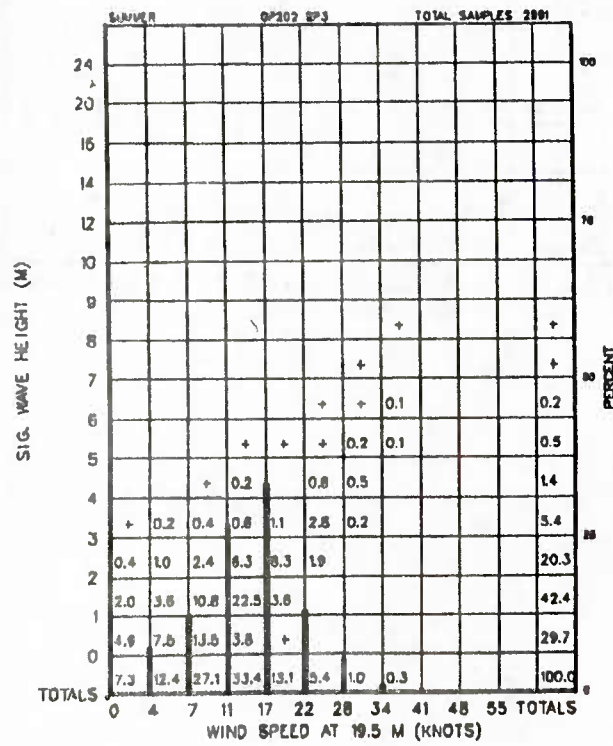 SUMMER GP202 SP3 TOTAL SAMPLES 2991
24 100
20
16
14
12
10
9
8 + +
7 + +
6 + + 0.1 0.2
5 + + + 0.2 0.1 0.5
4 + 0.2 0.8 0.5 1.4
3 + 0.2 0.4 0.6 1.1 2.8 0.2 5.4
2 0.4 1.0 2.4 6.3 8.3 1.9 20.3
1 2.0 3.6 10.8 22.5 3.6 42.4
0 4.9 7.6 13.5 3.8 + 29.7
TOTALS 7.3 12.4 27.1 33.4 13.1 5.4 1.0 0.3 100.0
0 4 7 11 17 22 28 34 41 48 55 TOTALS
WIND SPEED AT 19.5 M (KNOTS)
SIG. WAVE HEIGHT (M)
PERCENT
25